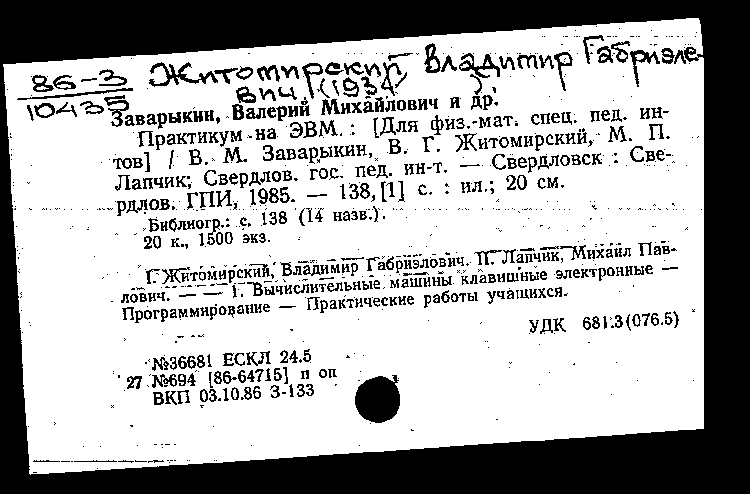 86-3 Житомирский Владимир Габриэле-
10435 вич (1934 )
Заварыкин, Валерий Михайлович и др.
Практикум на ЭВМ. : [Для физ.-мат. спец. пед. ин-
тов] / В. М. Заварыкин, В. Г. Житомирский, М. П.
Лапчик; Свердлов. гос. пед. ин-т. — Свердловск : Све-
рдлов. ГПИ, 1985. — 138, [1] с. : ил.; 20 см.
Библиогр.: с. 138 (14 назв.).
20 к., 1500 экз.
I. Житомирский, Владимир Габриэлович. II. Лапчик, Михаил Пав-
лович. — — 1. Вычислительные машины клавишные электронные —
Программирование — Практические работы учащихся.
УДК 681.3(076.5)
№36681 ЕСКЛ 24.5
27 №694 [86-64715] п оп
ВКП 03.10.86 З-133